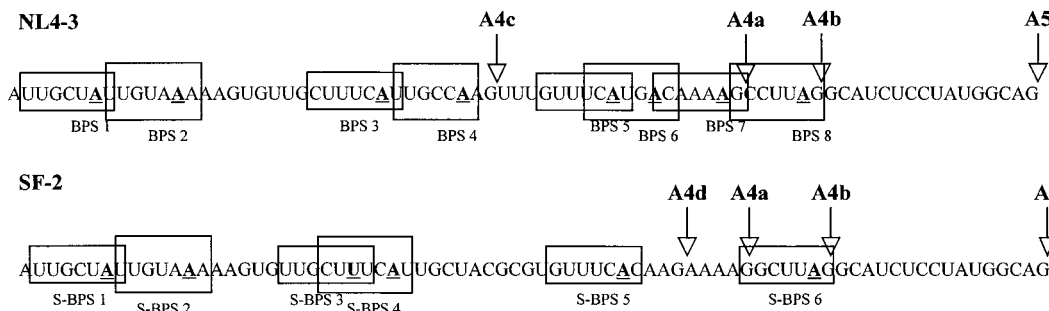 NL4-3
A4c A4a A4b A5
AUUGCUAUUGUAAAAAGUGUUGCUUUCAUUGCCAAGUUUGUUUCAUGACAAAAGCCUUAGGCAUCUCCUAUGGCAG
BPS 1 BPS 2 BPS 3 BPS 4 BPS 5 BPS 6 BPS 7 BPS 8
SF-2
A4d A4a A4b A
AUUGCUAUUGUAAAAAGUGUUGCUUUCAUUGCUACGCGUGUUUCACAAGAAAAGGCUUAGGCAUCUCCUAUGGCAG
S-BPS 1 S-BPS 2 S-BPS 3 S-BPS 4 S-BPS 5 S-BPS 6